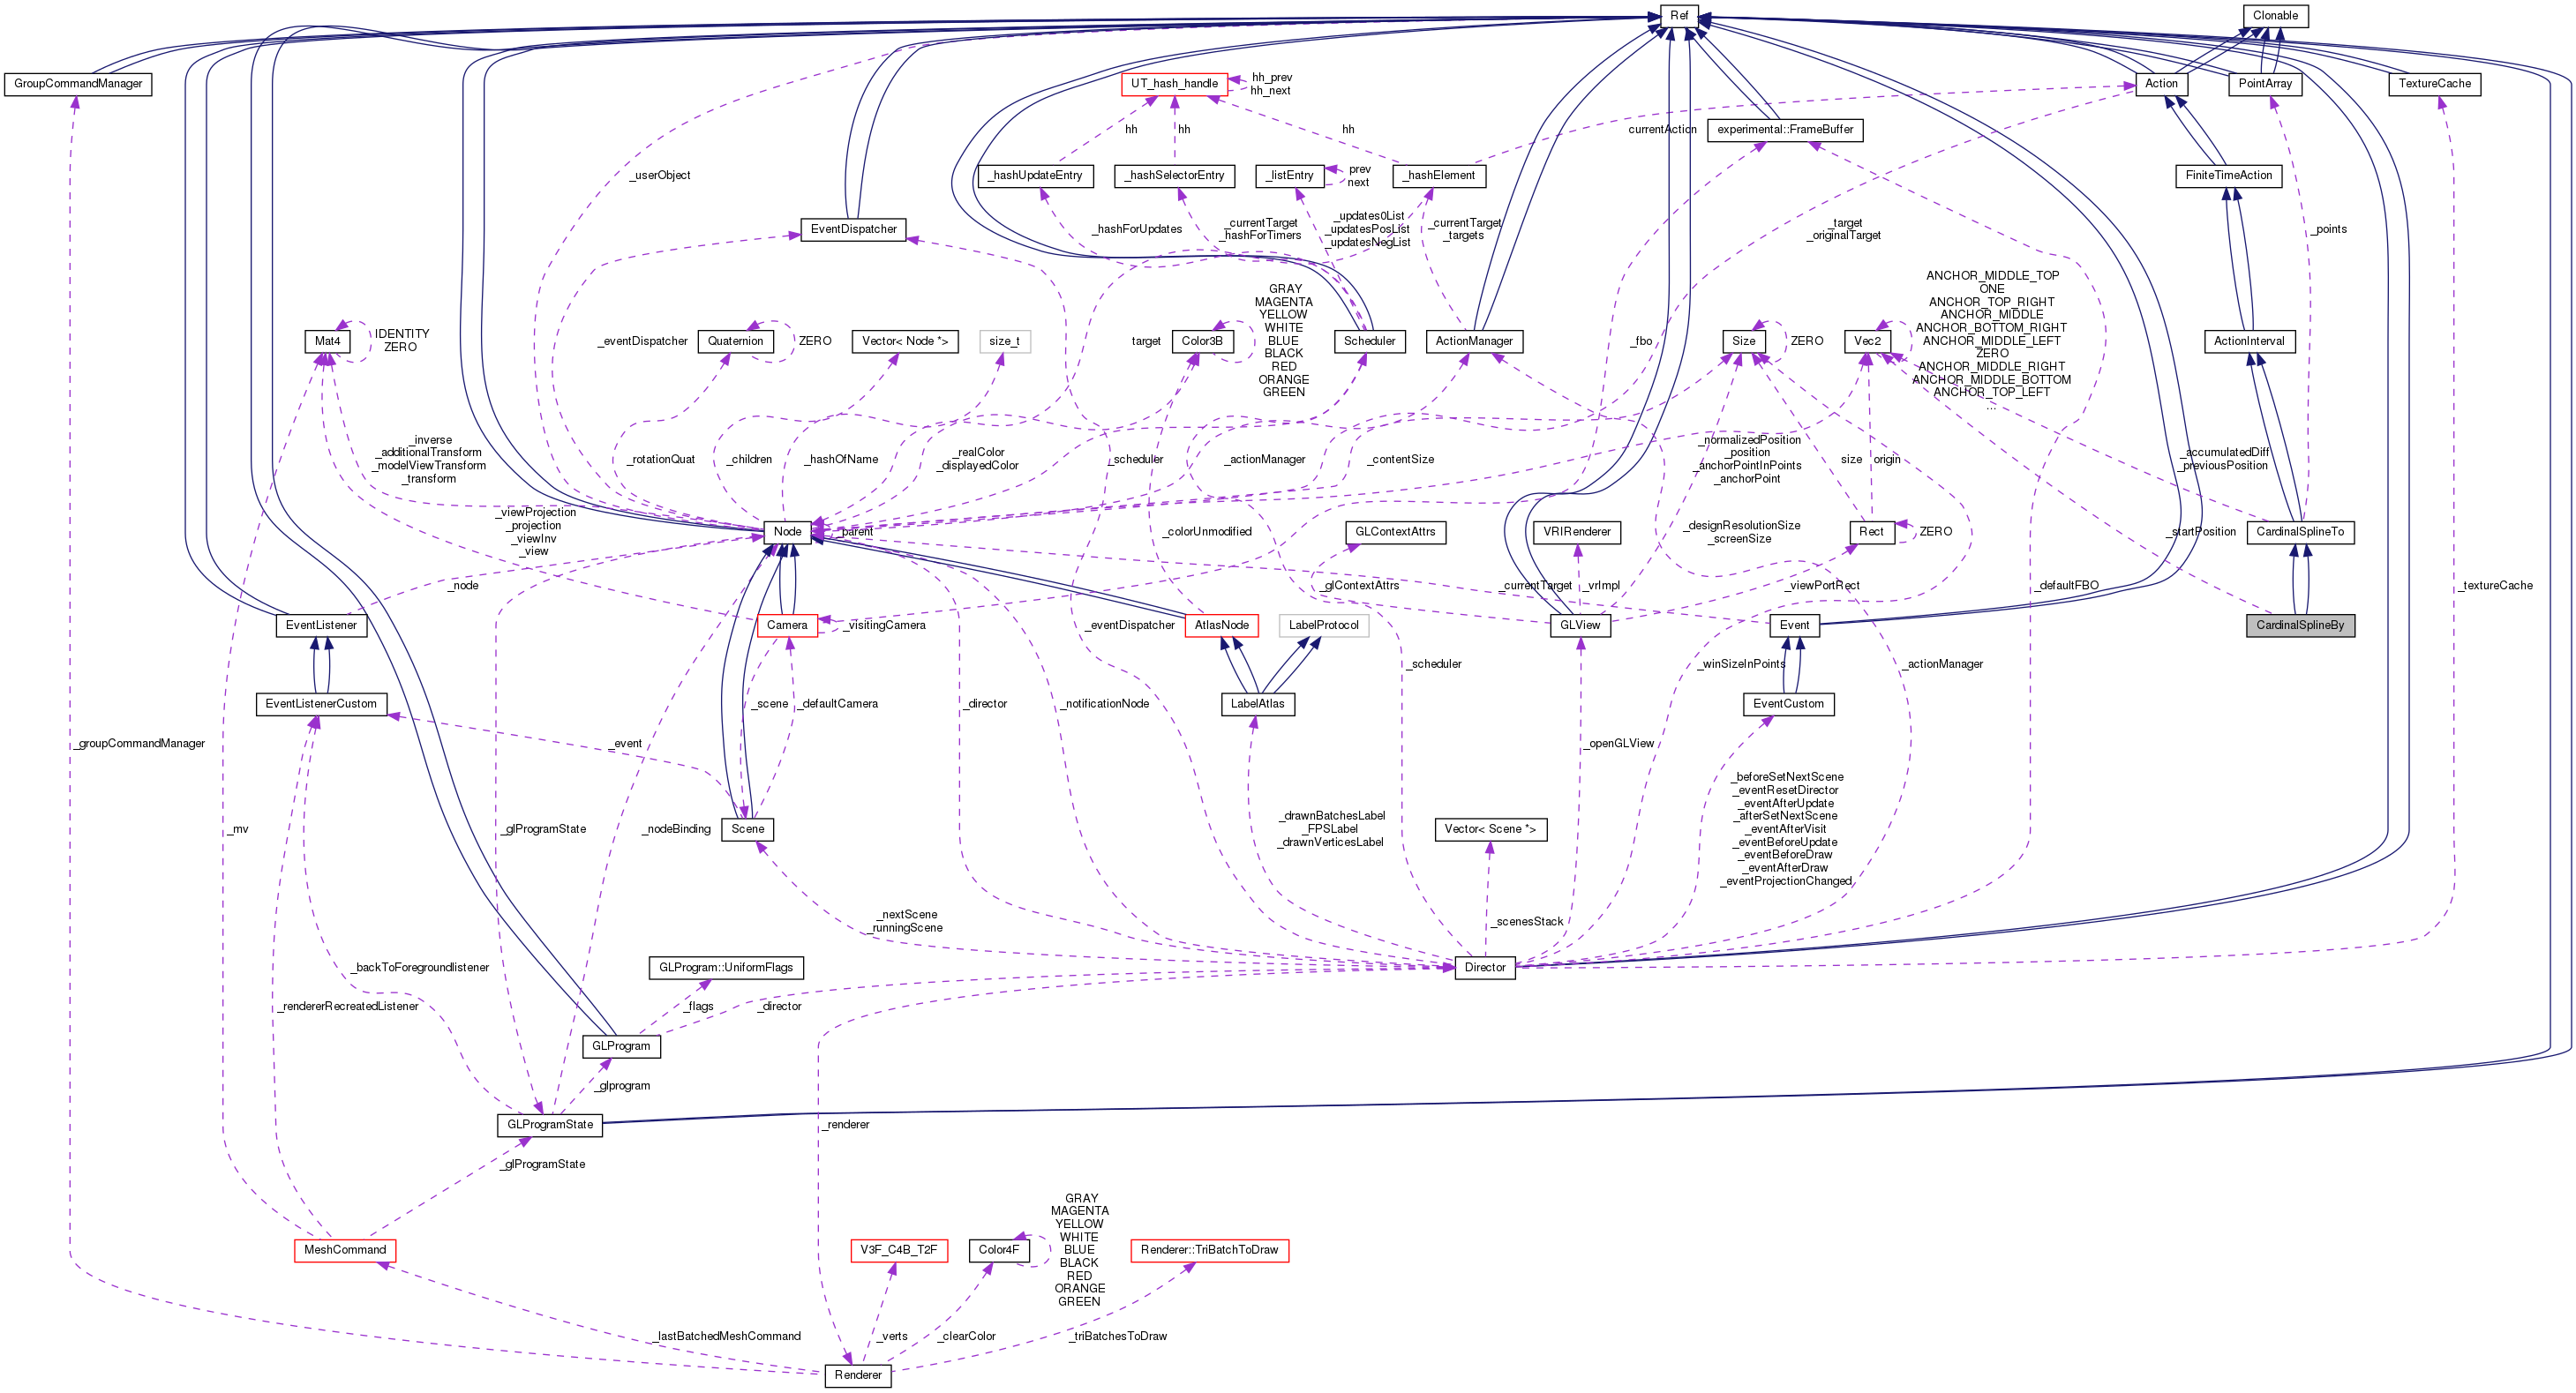 Ref
Clonable
GroupCommandManager
UT_hash_handle
hh_prev
hh_next
Action
PointArray
TextureCache
hh
hh
hh
currentAction
experimental::FrameBuffer
_userObject
_hashUpdateEntry
_hashSelectorEntry
_listEntry
prev
next
_hashElement
FiniteTimeAction
EventDispatcher
_hashForUpdates
_currentTarget
_hashForTimers
_updates0List
_updatesPosList
_updatesNegList
_currentTarget
_targets
_target
_originalTarget
_points
Mat4
IDENTITY
ZERO
_eventDispatcher
Quaternion
ZERO
Vector< Node *>
size_t
target
Color3B
GRAY
MAGENTA
YELLOW
WHITE
BLUE
BLACK
RED
ORANGE
GREEN
Scheduler
ActionManager
_fbo
Size
ZERO
Vec2
ANCHOR_MIDDLE_TOP
ONE
ANCHOR_TOP_RIGHT
ANCHOR_MIDDLE
ANCHOR_BOTTOM_RIGHT
ANCHOR_MIDDLE_LEFT
ZERO
ANCHOR_MIDDLE_RIGHT
ANCHOR_MIDDLE_BOTTOM
ANCHOR_TOP_LEFT
...
ActionInterval
_inverse
_additionalTransform
_modelViewTransform
_transform
_rotationQuat
_children
_hashOfName
_realColor
_displayedColor
_scheduler
_actionManager
_contentSize
_normalizedPosition
_position
_anchorPointInPoints
_anchorPoint
size
origin
_accumulatedDiff
_previousPosition
_viewProjection
_projection
_viewInv
_view
Node
_parent
_colorUnmodified
GLContextAttrs
VRIRenderer
_designResolutionSize
_screenSize
Rect
ZERO
_startPosition
CardinalSplineTo
_node
_glContextAttrs
_currentTarget
_vrImpl
_viewPortRect
_defaultFBO
_textureCache
EventListener
Camera
_visitingCamera
_eventDispatcher
AtlasNode
LabelProtocol
GLView
Event
CardinalSplineBy
_scheduler
_winSizeInPoints
_actionManager
EventListenerCustom
_scene
_defaultCamera
_director
_notificationNode
LabelAtlas
EventCustom
_groupCommandManager
_event
_openGLView
_mv
_glProgramState
_nodeBinding
Scene
_drawnBatchesLabel
_FPSLabel
_drawnVerticesLabel
Vector< Scene *>
_beforeSetNextScene
_eventResetDirector
_eventAfterUpdate
_afterSetNextScene
_eventAfterVisit
_eventBeforeUpdate
_eventBeforeDraw
_eventAfterDraw
_eventProjectionChanged
_nextScene
_runningScene
_scenesStack
_backToForegroundlistener
GLProgram::UniformFlags
Director
_rendererRecreatedListener
_flags
_director
GLProgram
_glprogram
GLProgramState
_renderer
_glProgramState
MeshCommand
V3F_C4B_T2F
Color4F
GRAY
MAGENTA
YELLOW
WHITE
BLUE
BLACK
RED
ORANGE
GREEN
Renderer::TriBatchToDraw
_lastBatchedMeshCommand
_verts
_clearColor
_triBatchesToDraw
Renderer